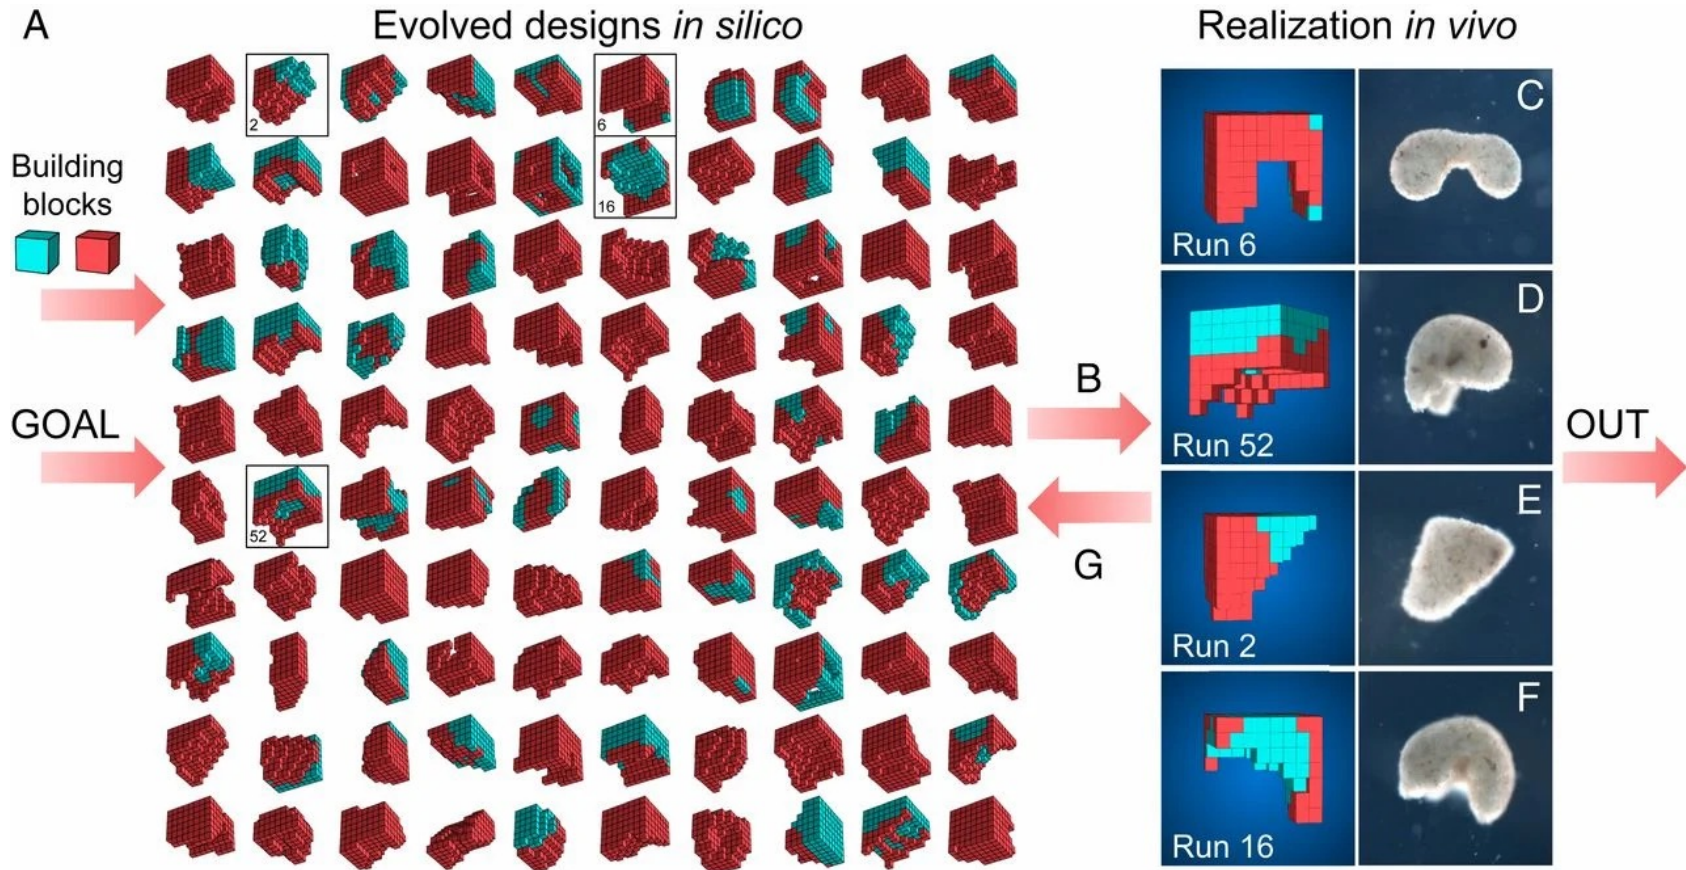 A
Evolved designs in silico
Realization in vivo
Building
blocks
GOAL
2
6
16
52
B
G
Run 6
C
Run 52
D
Run 2
E
Run 16
F
OUT